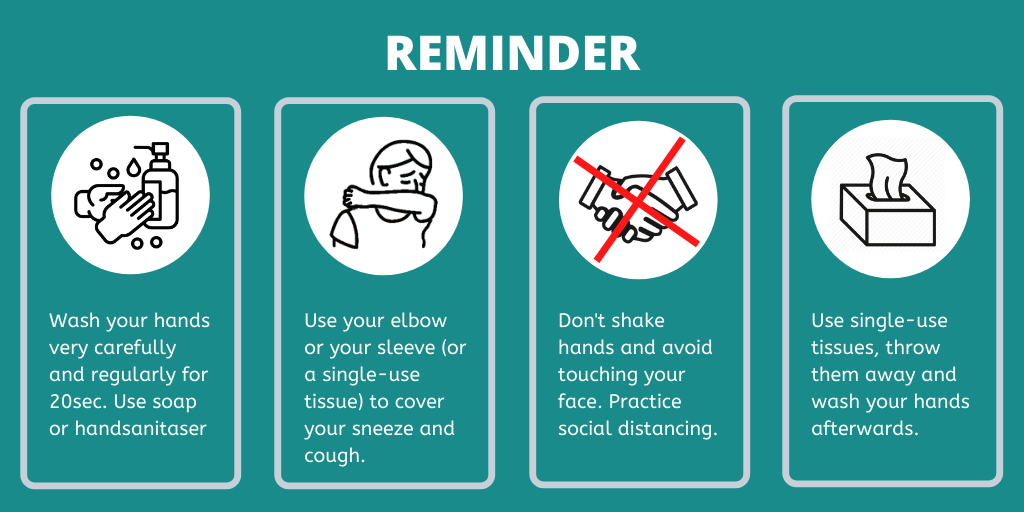 REMINDER
Wash your hands
very carefully
and regularly for
20sec. Use soap
or handsanitaser
Use your elbow
or your sleeve (or
a single-use
tissue) to cover
your sneeze and
cough.
Don't shake
hands and avoid
touching your
face. Practice
social distancing.
Use single-use
tissues, throw
them away and
wash your hands
afterwards.